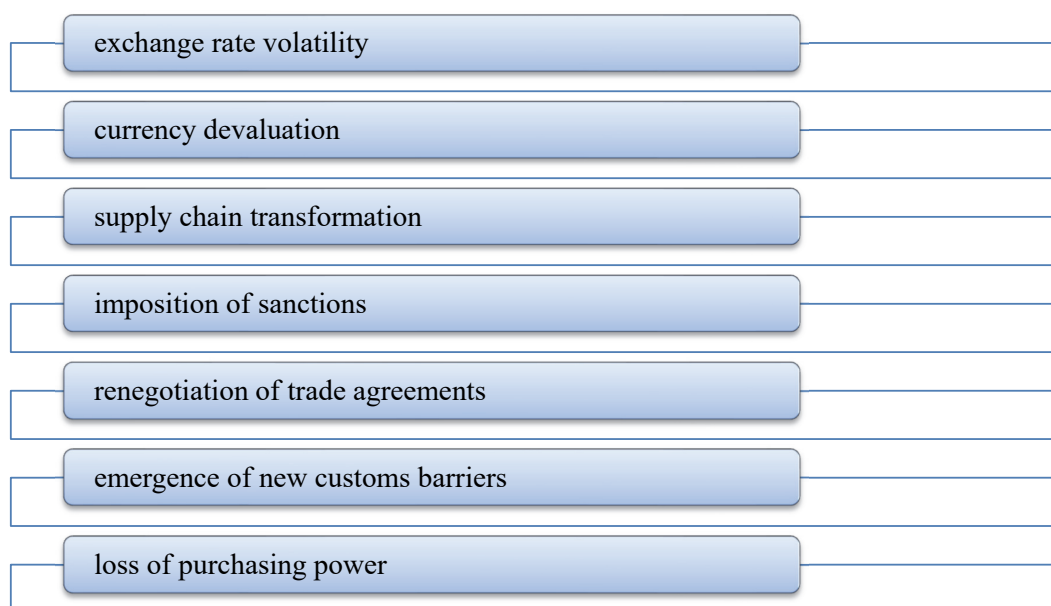 exchange rate volatility
currency devaluation
supply chain transformation
imposition of sanctions
renegotiation of trade agreements
emergence of new customs barriers
loss of purchasing power